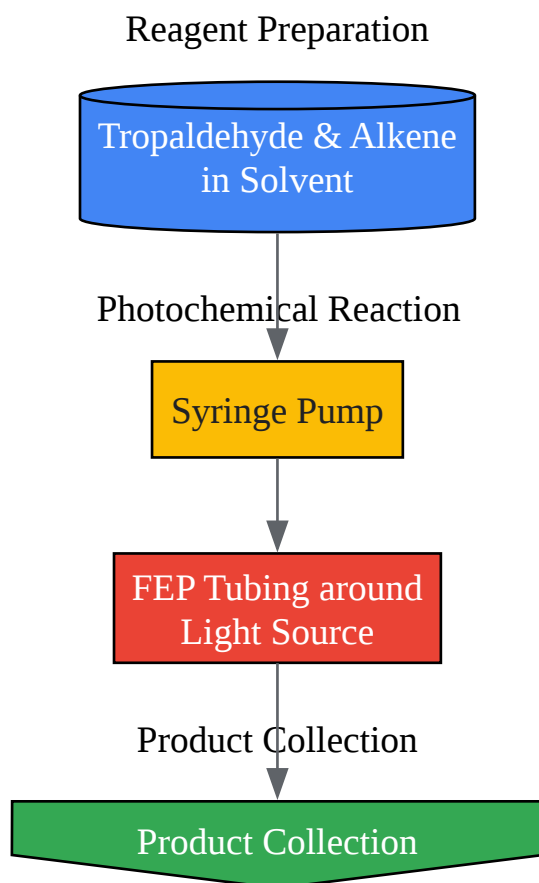 Reagent Preparation
Tropaldehyde & Alkene
in Solvent
Photochemical Reaction
Syringe Pump
FEP Tubing around
Light Source
Product Collection
Product Collection